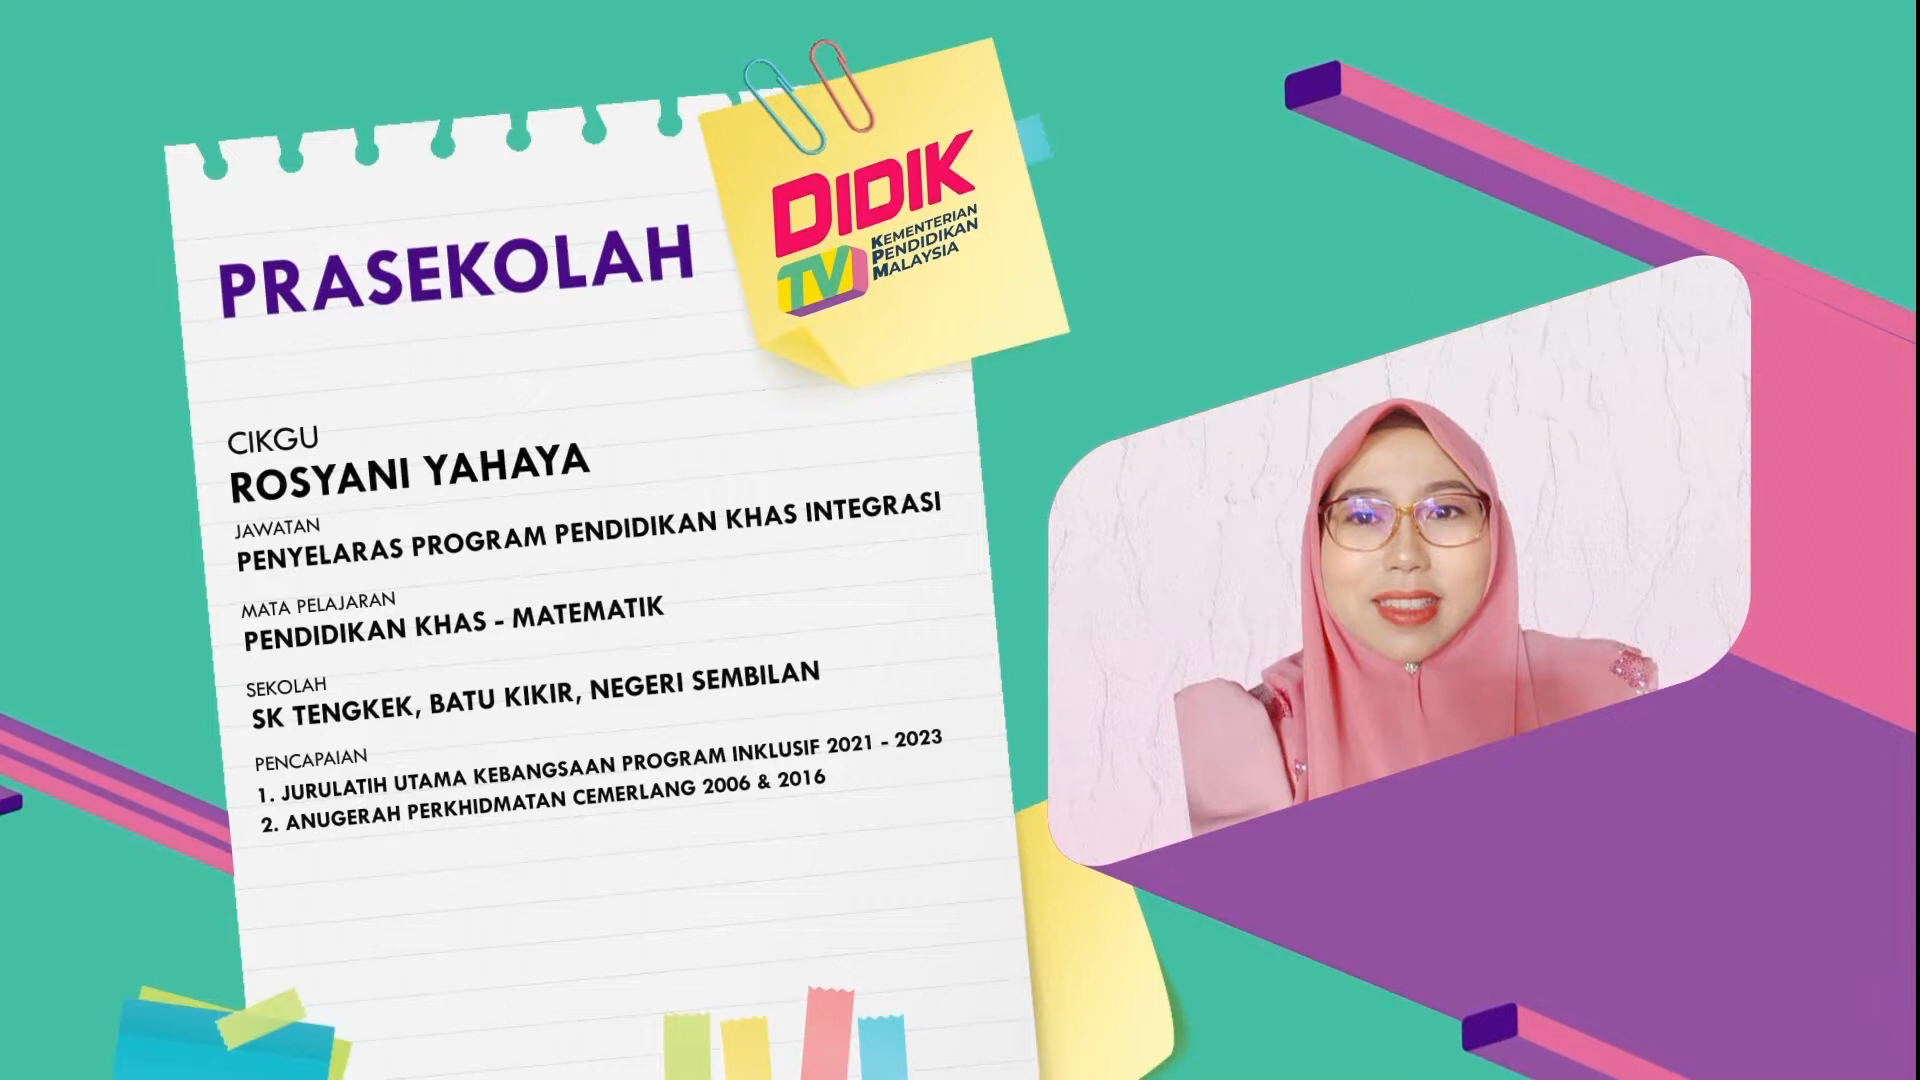 PRASEKOLAH
DIDIK
TV
KEMENTERIAN
PENDIDIKAN
MALAYSIA
CIKGU
ROSYANI YAHAYA
JAWATAN
PENYELARAS PROGRAM PENDIDIKAN KHAS INTEGRASI
MATA PELAJARAN
PENDIDIKAN KHAS - MATEMATIK
SEKOLAH
SK TENGKEK, BATU KIKIR, NEGERI SEMBILAN
PENCAPAIAN
1. JURULATIH UTAMA KEBANGSAAN PROGRAM INKLUSIF 2021 - 2023
2. ANUGERAH PERKHIDMATAN CEMERLANG 2006 & 2016